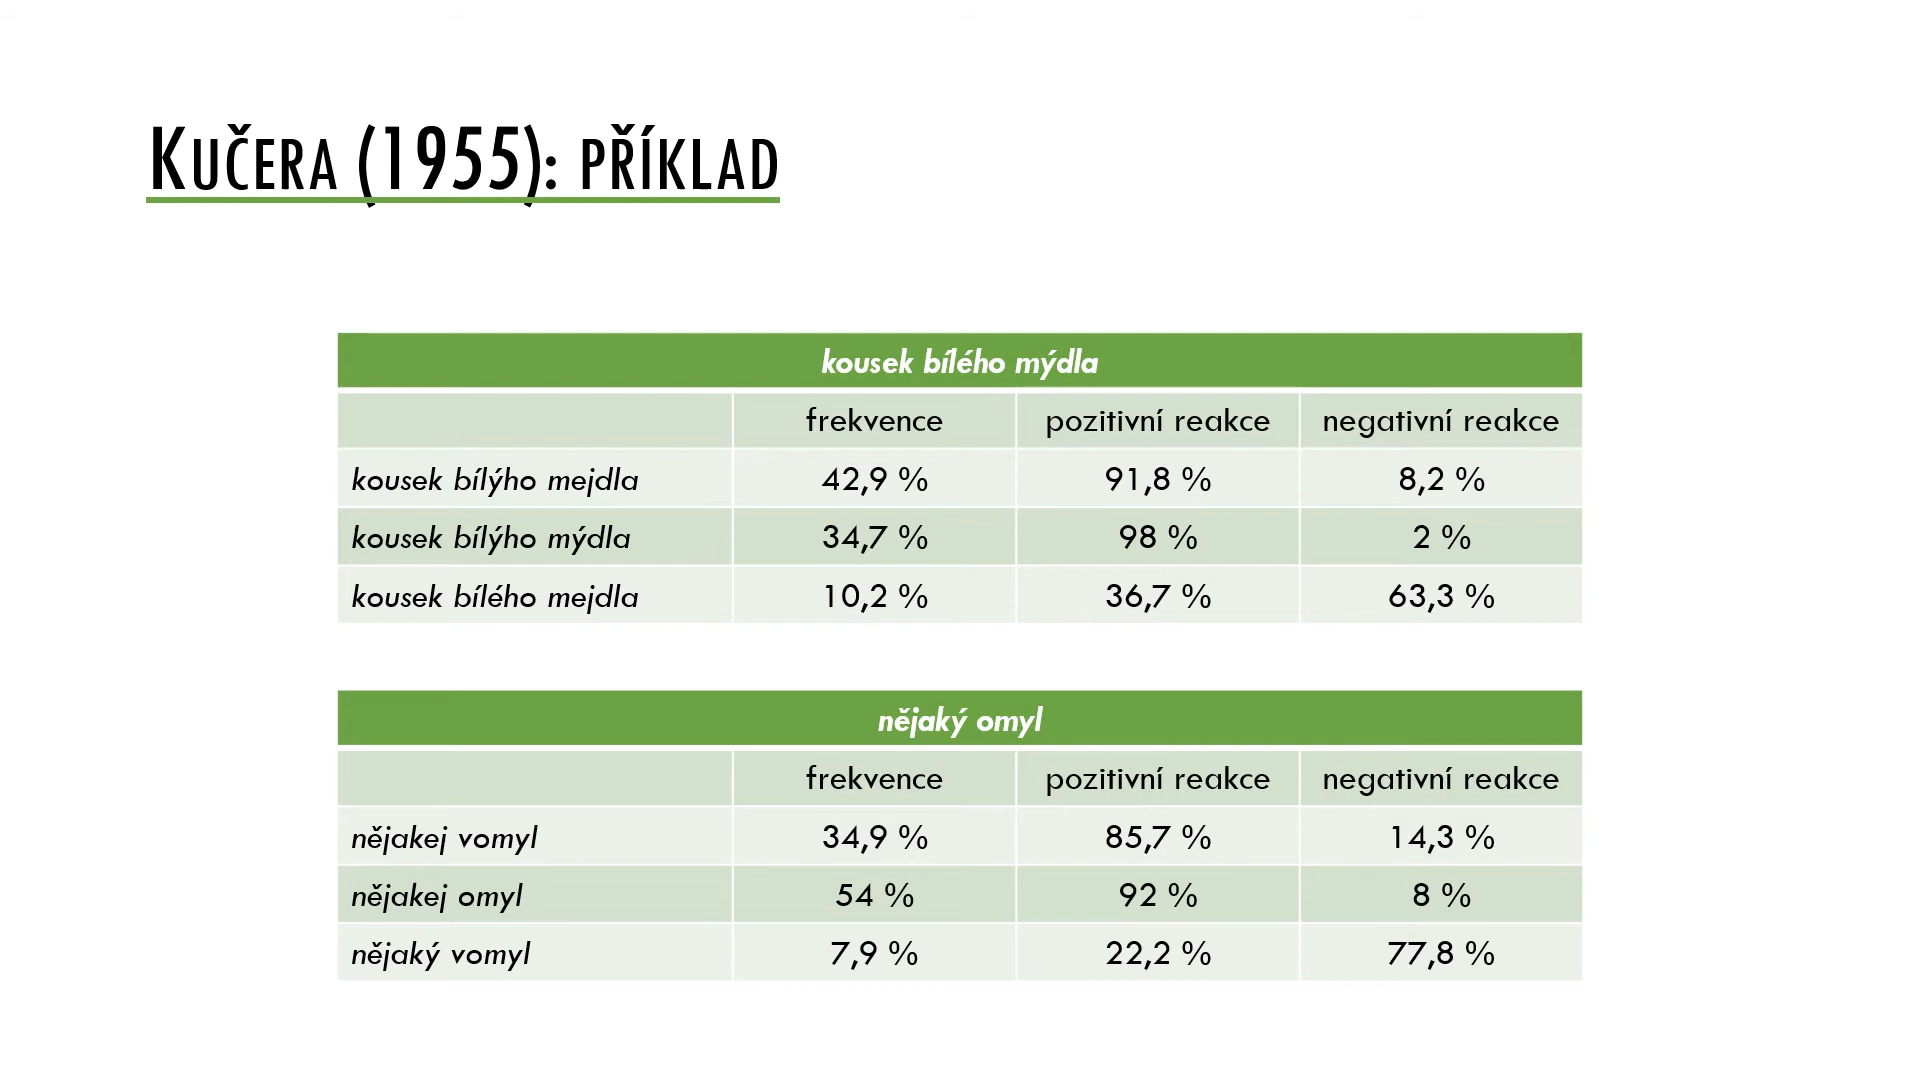 Kučera (1955): příklad
kousek bílého mýdla
frekvence pozitivní reakce negativní reakce
kousek bílýho mejdla 42,9 % 91,8 % 8,2 %
kousek bílýho mýdla 34,7 % 98 % 2 %
kousek bílého mejdla 10,2 % 36,7 % 63,3 %
nějaký omyl
frekvence pozitivní reakce negativní reakce
nějakej vomyl 34,9 % 85,7 % 14,3 %
nějakej omyl 54 % 92 % 8 %
nějaký vomyl 7,9 % 22,2 % 77,8 %